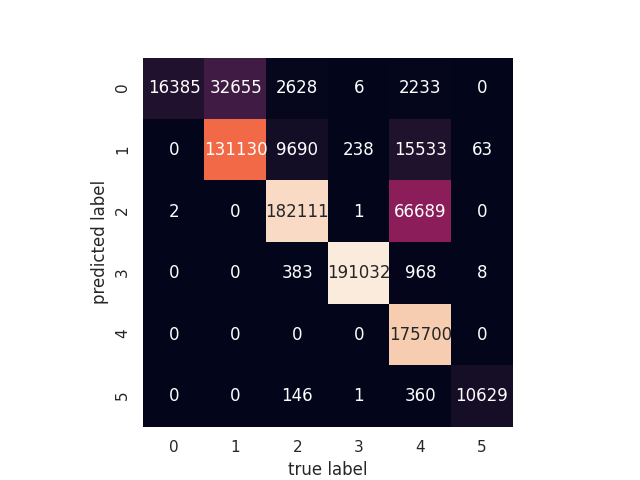 0 16385 32655 2628 6 2233 0
1 0 131130 9690 238 15533 63
2 2 0 182111 1 66689 0
3 0 0 383 191032 968 8
4 0 0 0 0 175700 0
5 0 0 146 1 360 10629
0 1 2 3 4 5
predicted label
true label